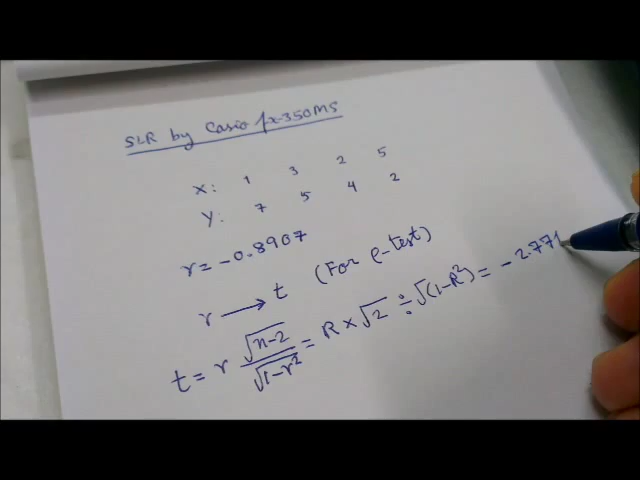 SLR by Casio fx-350MS
X: 1 3 2 5
Y: 7 5 4 2
r = -0.8907
r → t (For ρ-test)
t = r √(n-2) / √(1-r²) = R × √2 ÷ √(1-R²) = -2.771